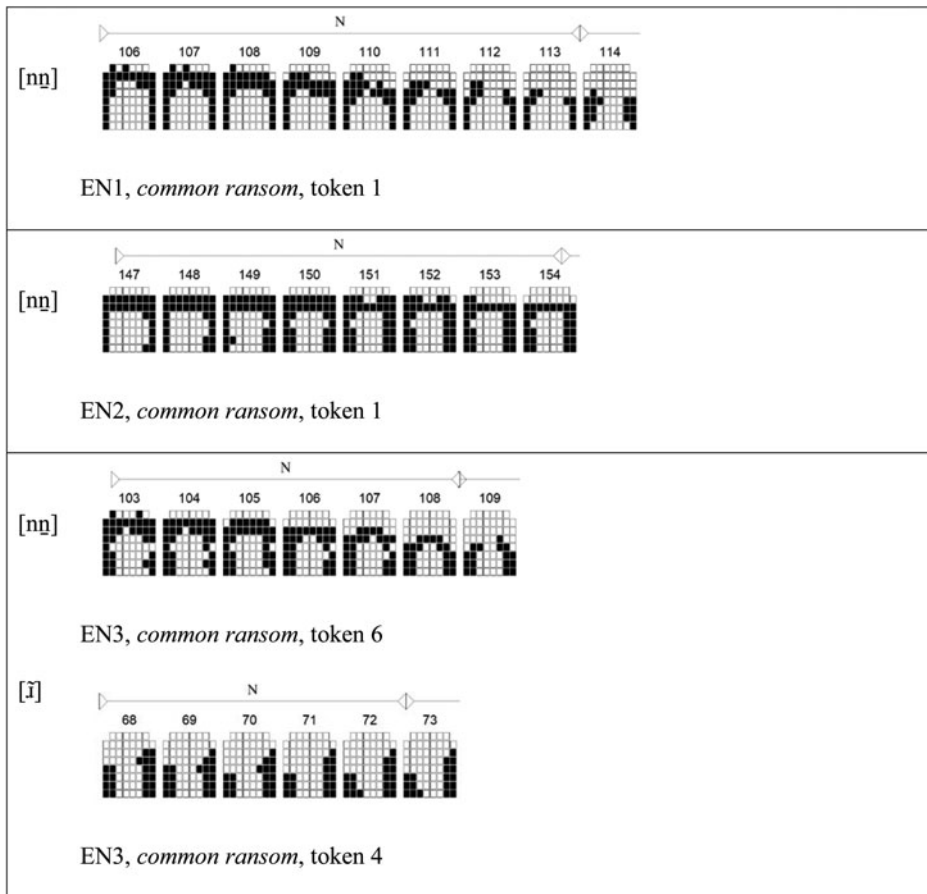 N
106 107 108 109 110 111 112 113 114
[nn̠]
EN1, common ransom, token 1
N
147 148 149 150 151 152 153 154
[nn̠]
EN2, common ransom, token 1
N
103 104 105 106 107 108 109
[nn̠]
EN3, common ransom, token 6
[ɹ̃]
N
68 69 70 71 72 73
EN3, common ransom, token 4